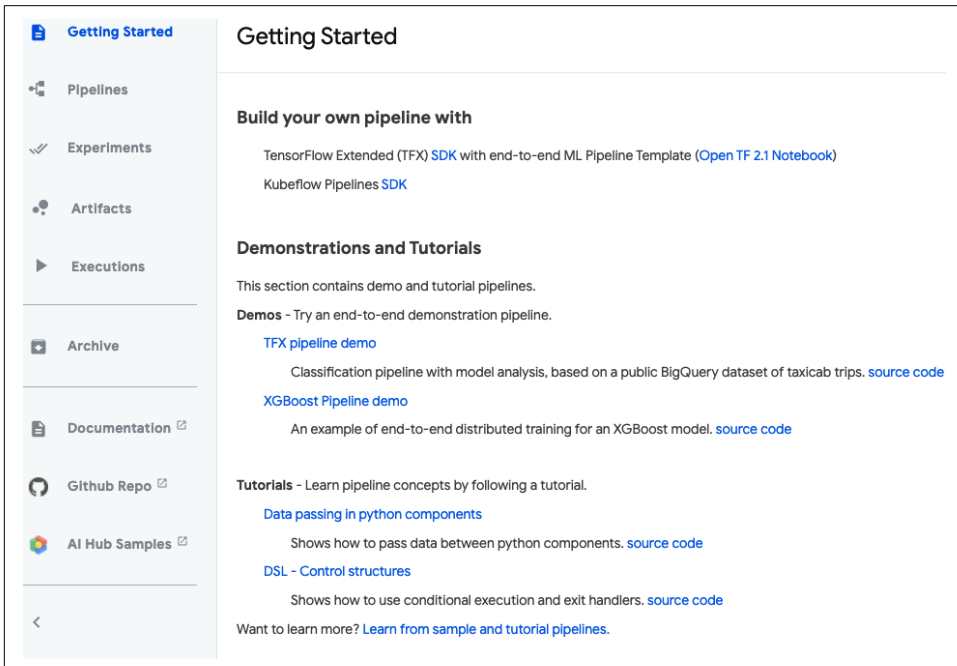 Getting Started
Pipelines
Experiments
Artifacts
Executions
Archive
Documentation
Github Repo
AI Hub Samples
Getting Started
Build your own pipeline with
TensorFlow Extended (TFX) SDK with end-to-end ML Pipeline Template (Open TF 2.1 Notebook)
Kubeflow Pipelines SDK
Demonstrations and Tutorials
This section contains demo and tutorial pipelines.
Demos - Try an end-to-end demonstration pipeline.
TFX pipeline demo
Classification pipeline with model analysis, based on a public BigQuery dataset of taxicab trips. source code
XGBoost Pipeline demo
An example of end-to-end distributed training for an XGBoost model. source code
Tutorials - Learn pipeline concepts by following a tutorial.
Data passing in python components
Shows how to pass data between python components. source code
DSL - Control structures
Shows how to use conditional execution and exit handlers. source code
Want to learn more? Learn from sample and tutorial pipelines.